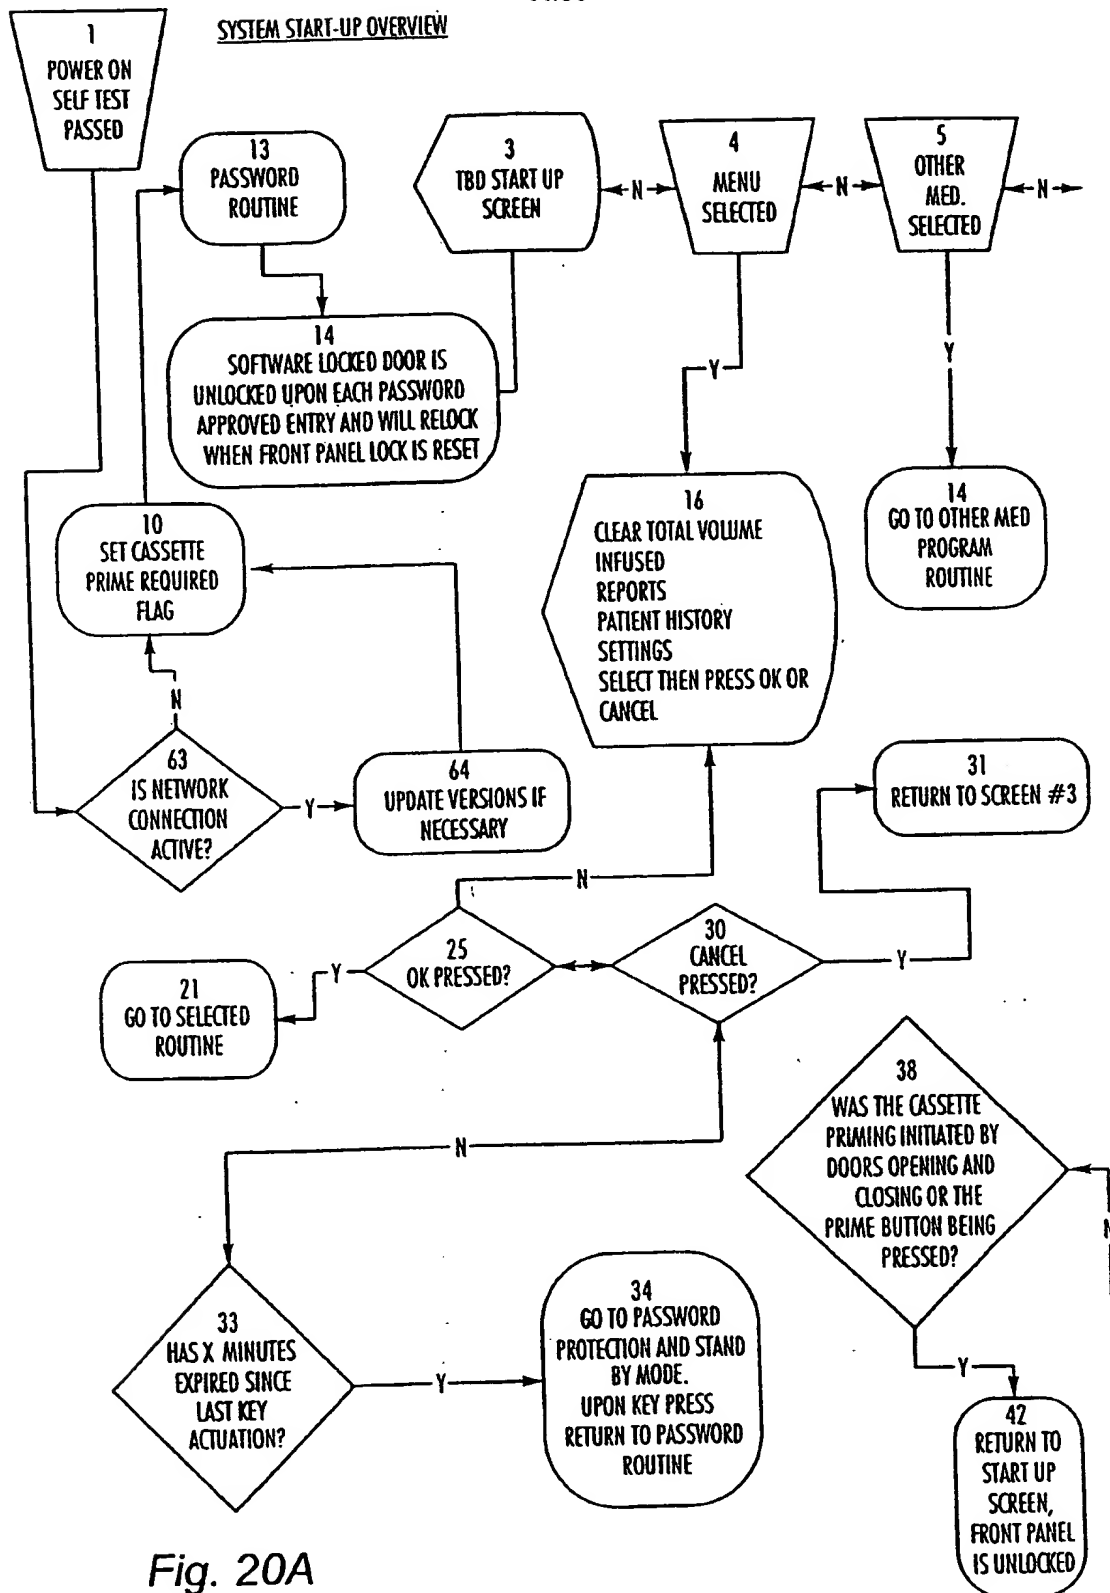 SYSTEM START-UP OVERVIEW
1
POWER ON
SELF TEST
PASSED
13
PASSWORD
ROUTINE
3
TBD START UP
SCREEN
N
4
MENU
SELECTED
N
5
OTHER
MED.
SELECTED
N
14
SOFTWARE LOCKED DOOR IS
UNLOCKED UPON EACH PASSWORD
APPROVED ENTRY AND WILL RELOCK
WHEN FRONT PANEL LOCK IS RESET
Y
Y
10
SET CASSETTE
PRIME REQUIRED
FLAG
16
CLEAR TOTAL VOLUME
INFUSED
REPORTS
PATIENT HISTORY
SETTINGS
SELECT THEN PRESS OK OR
CANCEL
14
GO TO OTHER MED
PROGRAM
ROUTINE
N
63
IS NETWORK
CONNECTION
ACTIVE?
Y
64
UPDATE VERSIONS IF
NECESSARY
31
RETURN TO SCREEN #3
N
25
OK PRESSED?
Y
30
CANCEL
PRESSED?
Y
21
GO TO SELECTED
ROUTINE
38
WAS THE CASSETTE
PRIMING INITIATED BY
DOORS OPENING AND
CLOSING OR THE
PRIME BUTTON BEING
PRESSED?
N
N
33
HAS X MINUTES
EXPIRED SINCE
LAST KEY
ACTUATION?
Y
34
GO TO PASSWORD
PROTECTION AND STAND
BY MODE.
UPON KEY PRESS
RETURN TO PASSWORD
ROUTINE
Y
42
RETURN TO
START UP
SCREEN,
FRONT PANEL
IS UNLOCKED
Fig. 20A